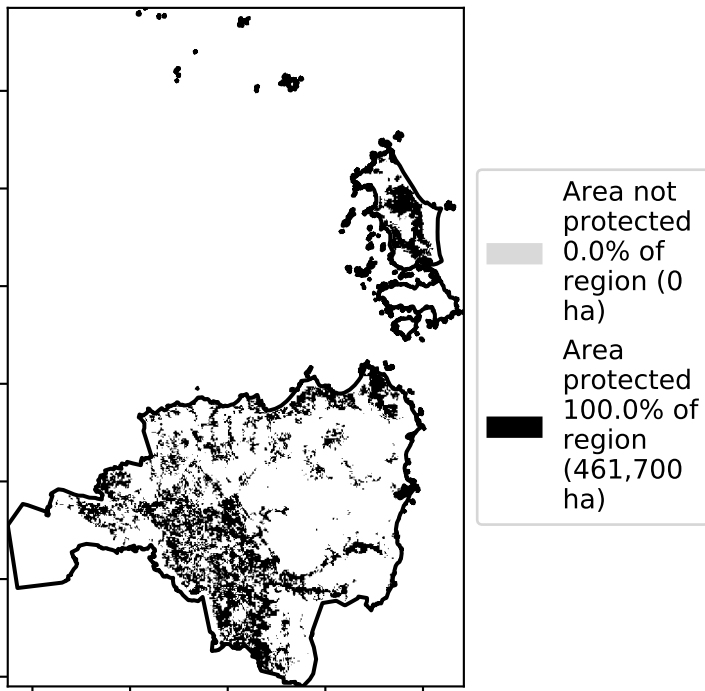 Area not
protected
0.0% of
region (0
ha)
Area
protected
100.0% of
region
(461,700
ha)